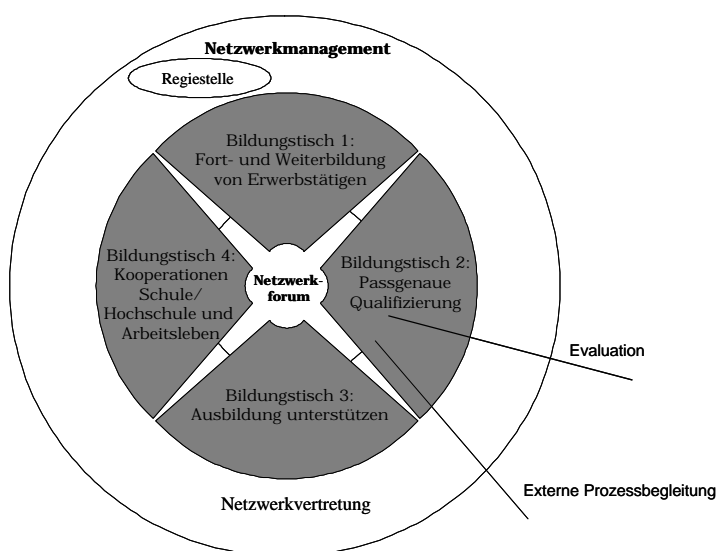 Netzwerkmanagement
Regiestelle
Bildungstisch 1:
Fort- und Weiterbildung
von Erwerbstätigen
Bildungstisch 4:
Kooperationen
Schule/
Hochschule und
Arbeitsleben
Netzwerk-
forum
Bildungstisch 2:
Passgenaue
Qualifizierung
Evaluation
Bildungstisch 3:
Ausbildung unterstützen
Externe Prozessbegleitung
Netzwerkvertretung